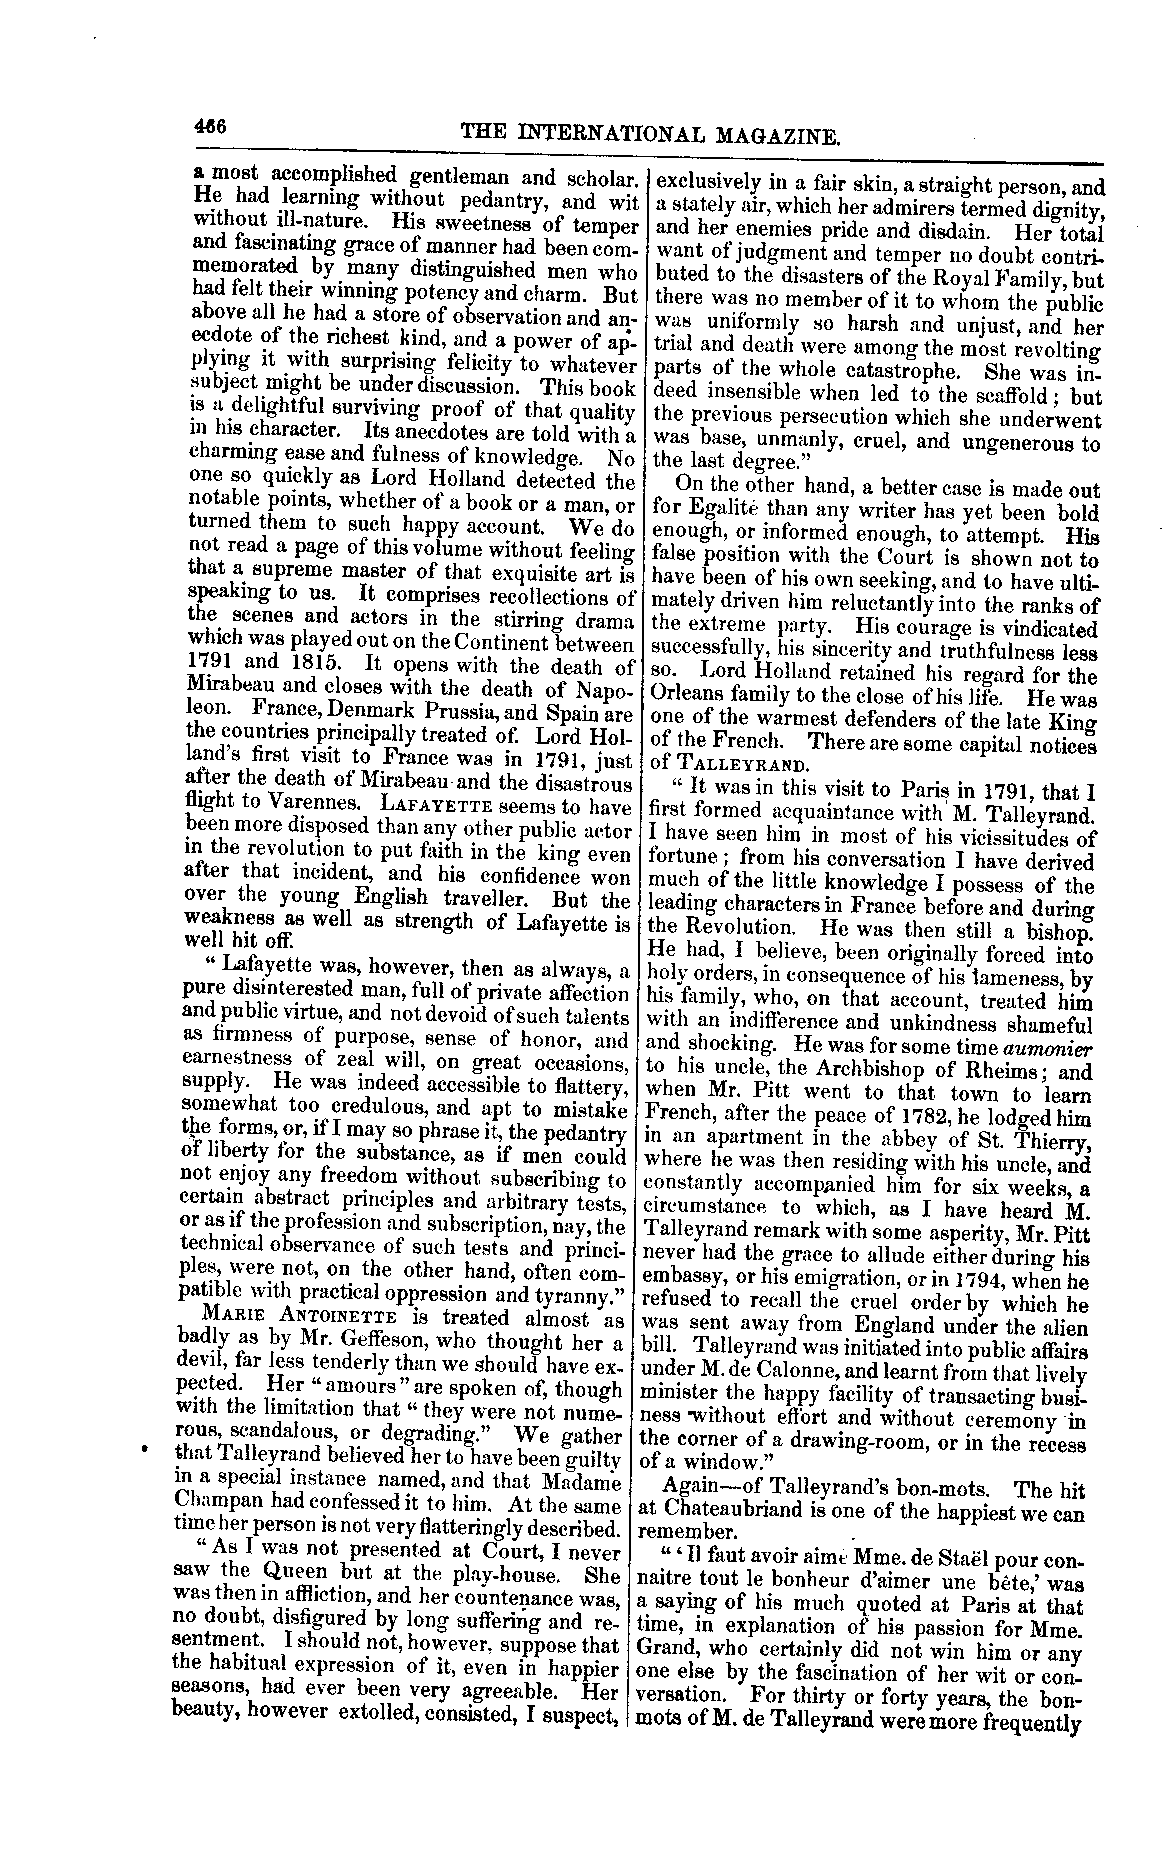 466
THE INTERNATIONAL MAGAZINE.
a most accomplished gentleman and scholar.
He had learning without pedantry, and wit
without ill-nature. His sweetness of temper
and fascinating grace of manner had been com-
memorated by many distinguished men who
had felt their winning potency and charm. But
above all he had a store of observation and an-
ecdote of the richest kind, and a power of ap-
plying it with surprising felicity to whatever
subject might be under discussion. This book
is a delightful surviving proof of that quality
in his character. Its anecdotes are told with a
charming ease and fulness of knowledge. No
one so quickly as Lord Holland detected the
notable points, whether of a book or a man, or
turned them to such happy account. We do
not read a page of this volume without feeling
that a supreme master of that exquisite art is
speaking to us. It comprises recollections of
the scenes and actors in the stirring drama
which was played out on the Continent between
1791 and 1815. It opens with the death of
Mirabeau and closes with the death of Napo-
leon. France, Denmark Prussia, and Spain are
the countries principally treated of. Lord Hol-
land's first visit to France was in 1791, just
after the death of Mirabeau and the disastrous
flight to Varennes. LAFAYETTE seems to have
been more disposed than any other public actor
in the revolution to put faith in the king even
after that incident, and his confidence won
over the young English traveller. But the
weakness as well as strength of Lafayette is
well hit off.
"Lafayette was, however, then as always, a
pure disinterested man, full of private affection
and public virtue, and not devoid of such talents
as firmness of purpose, sense of honor, and
earnestness of zeal will, on great occasions,
supply. He was indeed accessible to flattery,
somewhat too credulous, and apt to mistake
the forms, or, if I may so phrase it, the pedantry
of liberty for the substance, as if men could
not enjoy any freedom without subscribing to
certain abstract principles and arbitrary tests,
or as if the profession and subscription, nay, the
technical observance of such tests and princi-
ples, were not, on the other hand, often com-
patible with practical oppression and tyranny."
MARIE ANTOINETTE is treated almost as
badly as by Mr. Geffeson, who thought her a
devil, far less tenderly than we should have ex-
pected. Her "amours" are spoken of, though
with the limitation that "they were not nume-
rous, scandalous, or degrading." We gather
that Talleyrand believed her to have been guilty
in a special instance named, and that Madame
Champan had confessed it to him. At the same
time her person is not very flatteringly described.
"As I was not presented at Court, I never
saw the Queen but at the play-house. She
was then in affliction, and her countenance was,
no doubt, disfigured by long suffering and re-
sentment. I should not, however, suppose that
the habitual expression of it, even in happier
seasons, had ever been very agreeable. Her
beauty, however extolled, consisted, I suspect,
exclusively in a fair skin, a straight person, and
a stately air, which her admirers termed dignity,
and her enemies pride and disdain. Her total
want of judgment and temper no doubt contri-
buted to the disasters of the Royal Family, but
there was no member of it to whom the public
was uniformly so harsh and unjust, and her
trial and death were among the most revolting
parts of the whole catastrophe. She was in-
deed insensible when led to the scaffold; but
the previous persecution which she underwent
was base, unmanly, cruel, and ungenerous to
the last degree."
On the other hand, a better case is made out
for Egalité than any writer has yet been bold
enough, or informed enough, to attempt. His
false position with the Court is shown not to
have been of his own seeking, and to have ulti-
mately driven him reluctantly into the ranks of
the extreme party. His courage is vindicated
successfully, his sincerity and truthfulness less
so. Lord Holland retained his regard for the
Orleans family to the close of his life. He was
one of the warmest defenders of the late King
of the French. There are some capital notices
of TALLEYRAND.
"It was in this visit to Paris in 1791, that I
first formed acquaintance with M. Talleyrand.
I have seen him in most of his vicissitudes of
fortune; from his conversation I have derived
much of the little knowledge I possess of the
leading characters in France before and during
the Revolution. He was then still a bishop.
He had, I believe, been originally forced into
holy orders, in consequence of his lameness, by
his family, who, on that account, treated him
with an indifference and unkindness shameful
and shocking. He was for some time aumonier
to his uncle, the Archbishop of Rheims; and
when Mr. Pitt went to that town to learn
French, after the peace of 1782, he lodged him
in an apartment in the abbey of St. Thierry,
where he was then residing with his uncle, and
constantly accompanied him for six weeks, a
circumstance to which, as I have heard M.
Talleyrand remark with some asperity, Mr. Pitt
never had the grace to allude either during his
embassy, or his emigration, or in 1794, when he
refused to recall the cruel order by which he
was sent away from England under the alien
bill. Talleyrand was initiated into public affairs
under M. de Calonne, and learnt from that lively
minister the happy facility of transacting busi-
ness without effort and without ceremony in
the corner of a drawing-room, or in the recess
of a window."
Again—of Talleyrand's bon-mots. The hit
at Chateaubriand is one of the happiest we can
remember.
"'Il faut avoir aimé Mme. de Staël pour con-
naitre tout le bonheur d'aimer une bête,' was
a saying of his much quoted at Paris at that
time, in explanation of his passion for Mme.
Grand, who certainly did not win him or any
one else by the fascination of her wit or con-
versation. For thirty or forty years, the bon-
mots of M. de Talleyrand were more frequently